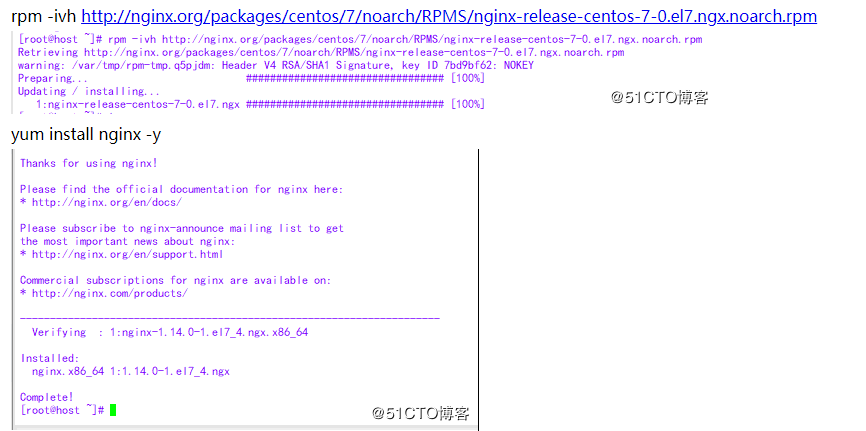 rpm -ivh http://nginx.org/packages/centos/7/noarch/RPMS/nginx-release-centos-7-0.el7.ngx.noarch.rpm
[root@host ~]# rpm -ivh http://nginx.org/packages/centos/7/noarch/RPMS/nginx-release-centos-7-0.el7.ngx.noarch.rpm
Retrieving http://nginx.org/packages/centos/7/noarch/RPMS/nginx-release-centos-7-0.el7.ngx.noarch.rpm
warning: /var/tmp/rpm-tmp.q5pjdm: Header V4 RSA/SHA1 Signature, key ID 7bd9bf62: NOKEY
Preparing... ################################# [100%]
Updating / installing...
1:nginx-release-centos-7-0.el7.ngx ################################# [100%]
@51CTO博客
yum install nginx -y
Thanks for using nginx!
Please find the official documentation for nginx here:
* http://nginx.org/en/docs/
Please subscribe to nginx-announce mailing list to get
the most important news about nginx:
* http://nginx.org/en/support.html
Commercial subscriptions for nginx are available on:
* http://nginx.com/products/
----------------------------------------------------------------------
Verifying : 1:nginx-1.14.0-1.el7_4.ngx.x86_64
Installed:
nginx.x86_64 1:1.14.0-1.el7_4.ngx
Complete!
[root@host ~]#
@51CTO博客